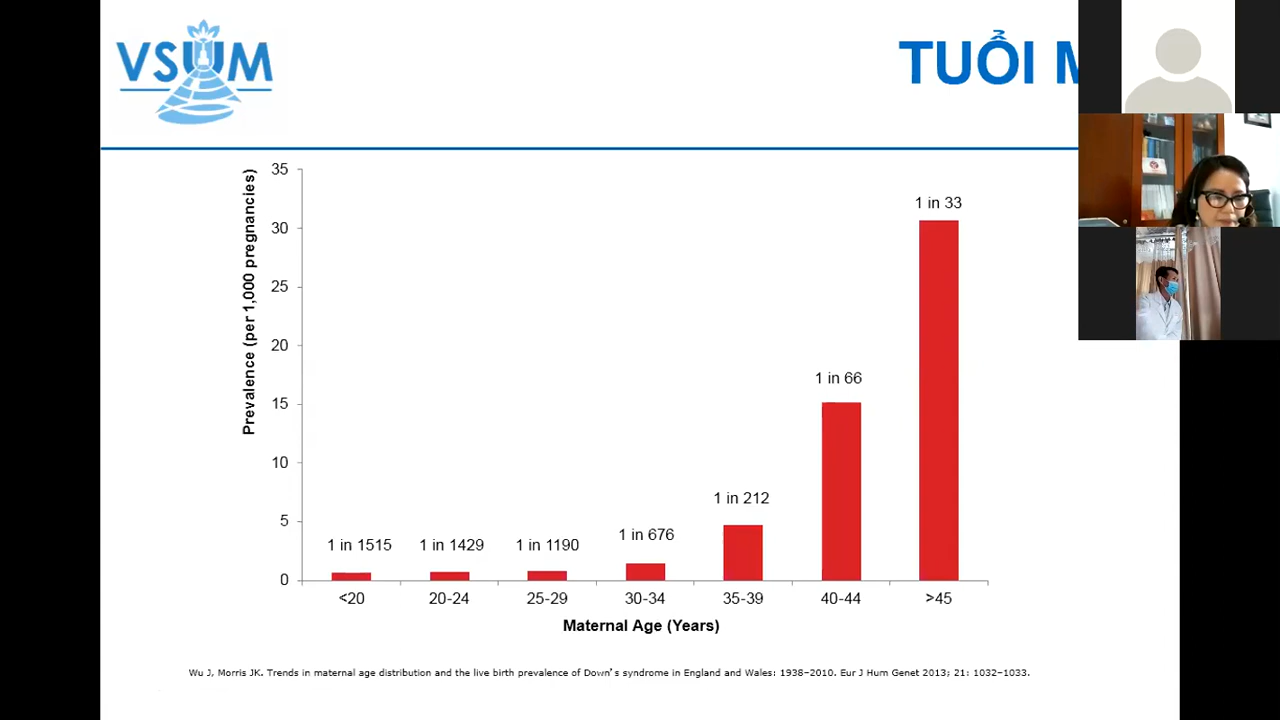 VSUM
TUỔI M
Prevalence (per 1,000 pregnancies)
35
30
25
20
15
10
5
0
1 in 1515
1 in 1429
1 in 1190
1 in 676
1 in 212
1 in 66
1 in 33
<20
20-24
25-29
30-34
35-39
40-44
>45
Maternal Age (Years)
Wu J, Morris JK. Trends in maternal age distribution and the live birth prevalence of Down's syndrome in England and Wales: 1938–2010. Eur J Hum Genet 2013; 21: 1032–1033.